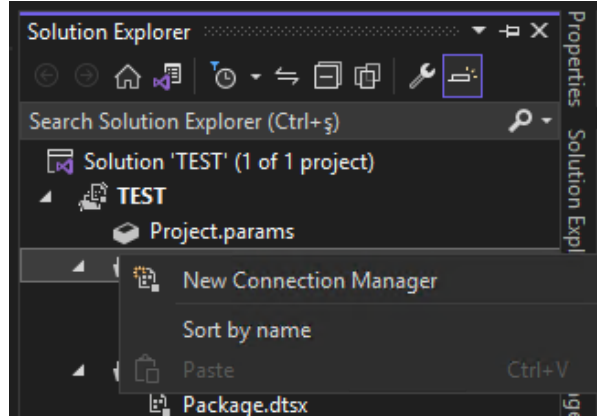 Solution Explorer
Search Solution Explorer (Ctrl+ş)
Solution 'TEST' (1 of 1 project)
TEST
Project.params
New Connection Manager
Sort by name
Paste Ctrl+V
Package.dtsx
Properties
Solution Expl